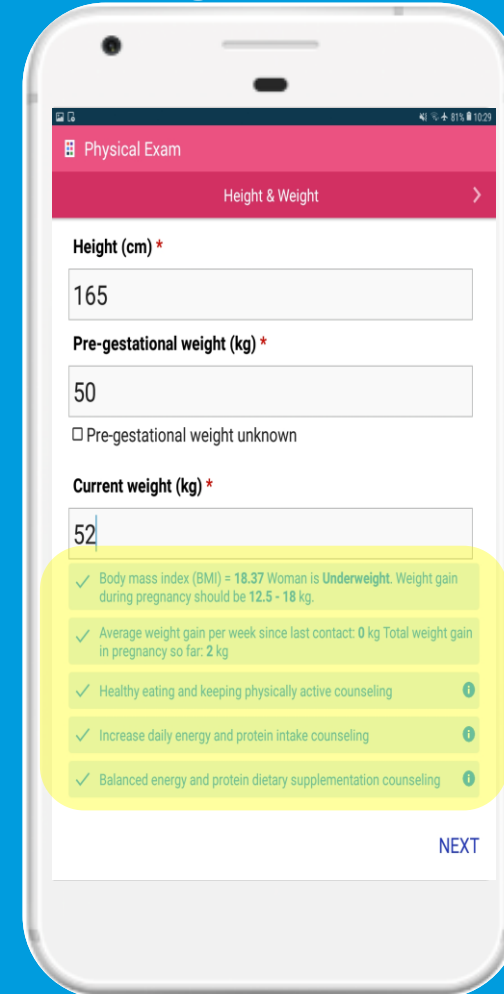 81% 10:29
Physical Exam
Height & Weight
Height (cm) *
165
Pre-gestational weight (kg) *
50
Pre-gestational weight unknown
Current weight (kg) *
52
Body mass index (BMI) = 18.37 Woman is Underweight. Weight gain
during pregnancy should be 12.5 - 18 kg.
Average weight gain per week since last contact: 0 kg Total weight gain
in pregnancy so far: 2 kg
Healthy eating and keeping physically active counseling
Increase daily energy and protein intake counseling
Balanced energy and protein dietary supplementation counseling
NEXT